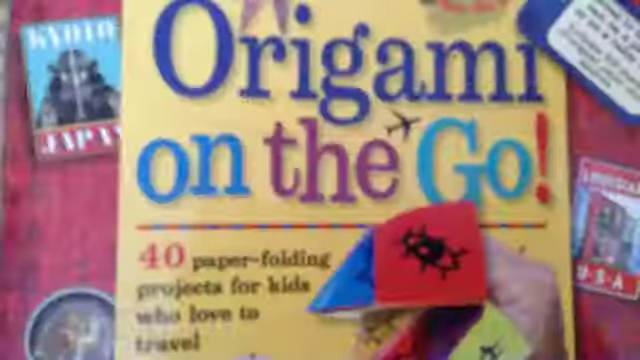 Origami
on the Go!
40 paper-folding
projects for kids
who love to
travel
KYOTO
JAPAN
U·S·A